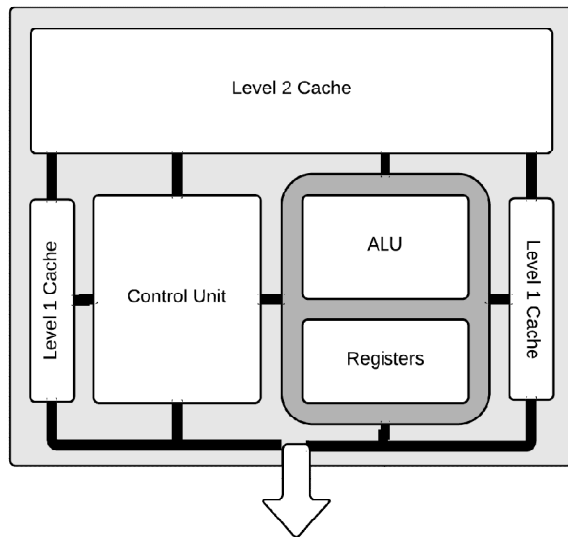 Level 2 Cache
Level 1 Cache
Control Unit
ALU
Registers
Level 1 Cache